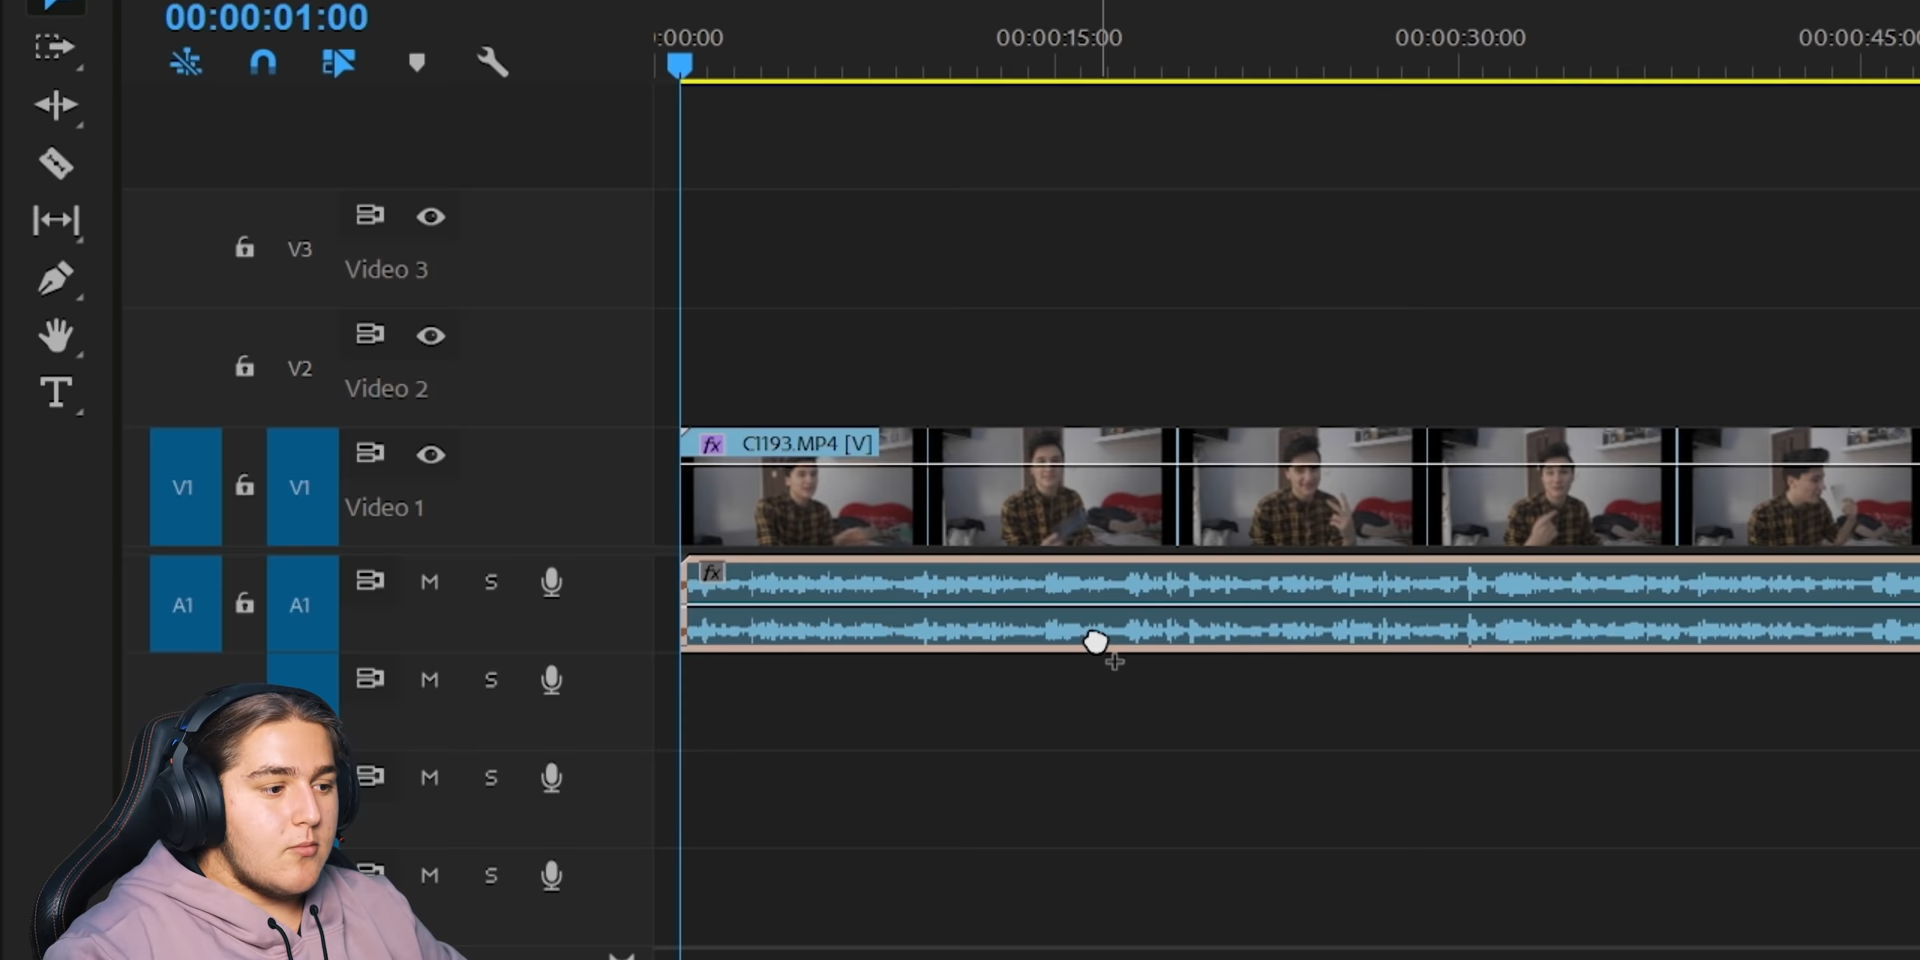 00:00:01:00
:00:00 00:00:15:00 00:00:30:00 00:00:45:00
V3
Video 3
V2
Video 2
fx C1193.MP4 [V]
V1 V1
Video 1
fx
A1 A1 M S
M S
M S
M S